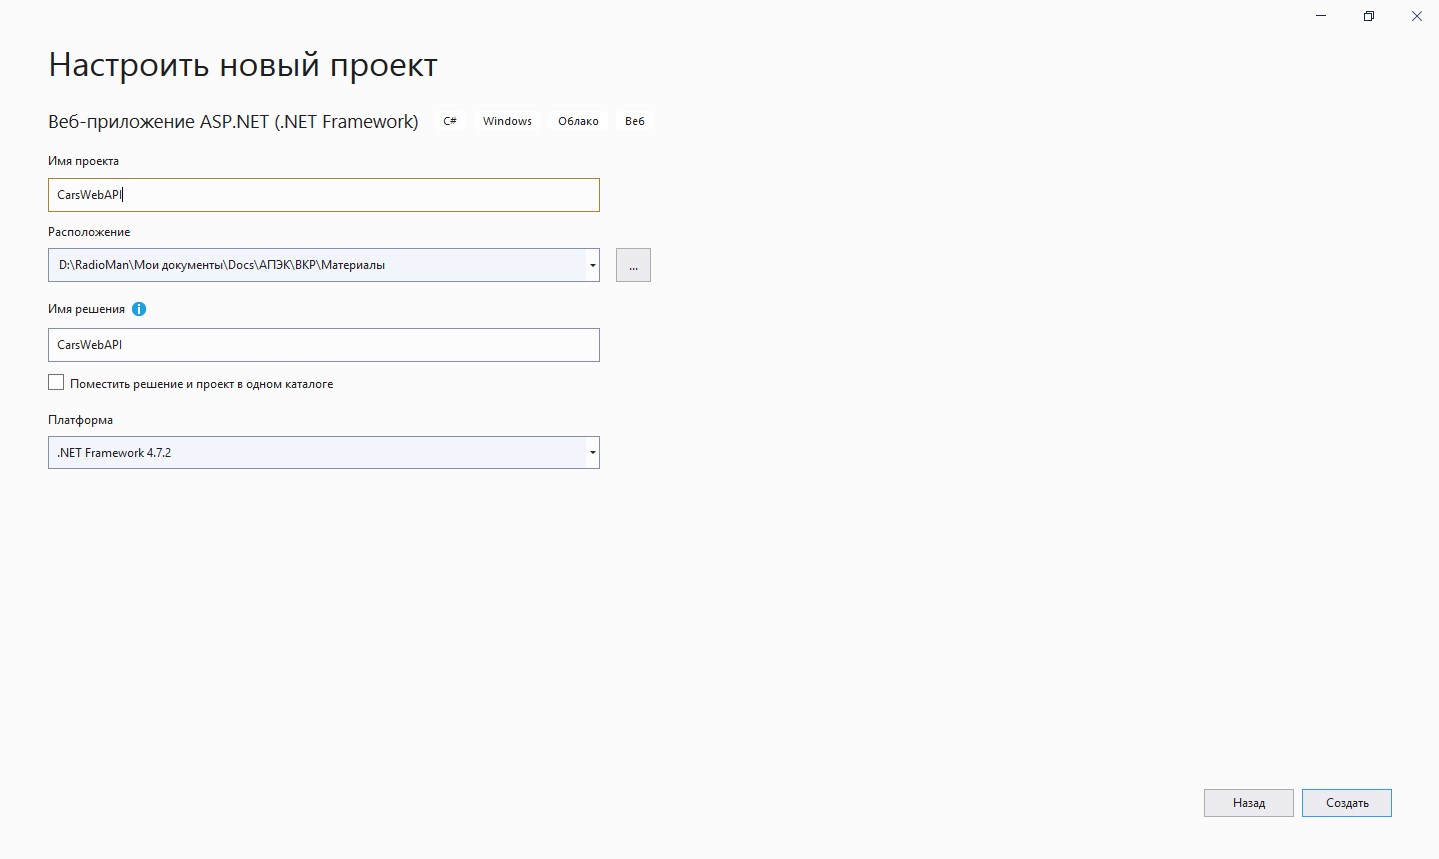 Настроить новый проект
Веб-приложение ASP.NET (.NET Framework) C# Windows Облако Веб
Имя проекта
CarsWebAPI
Расположение
D:\RadioMan\Мои документы\Docs\АПЭК\ВКР\Материалы
...
Имя решения
CarsWebAPI
Поместить решение и проект в одном каталоге
Платформа
.NET Framework 4.7.2
Назад Создать